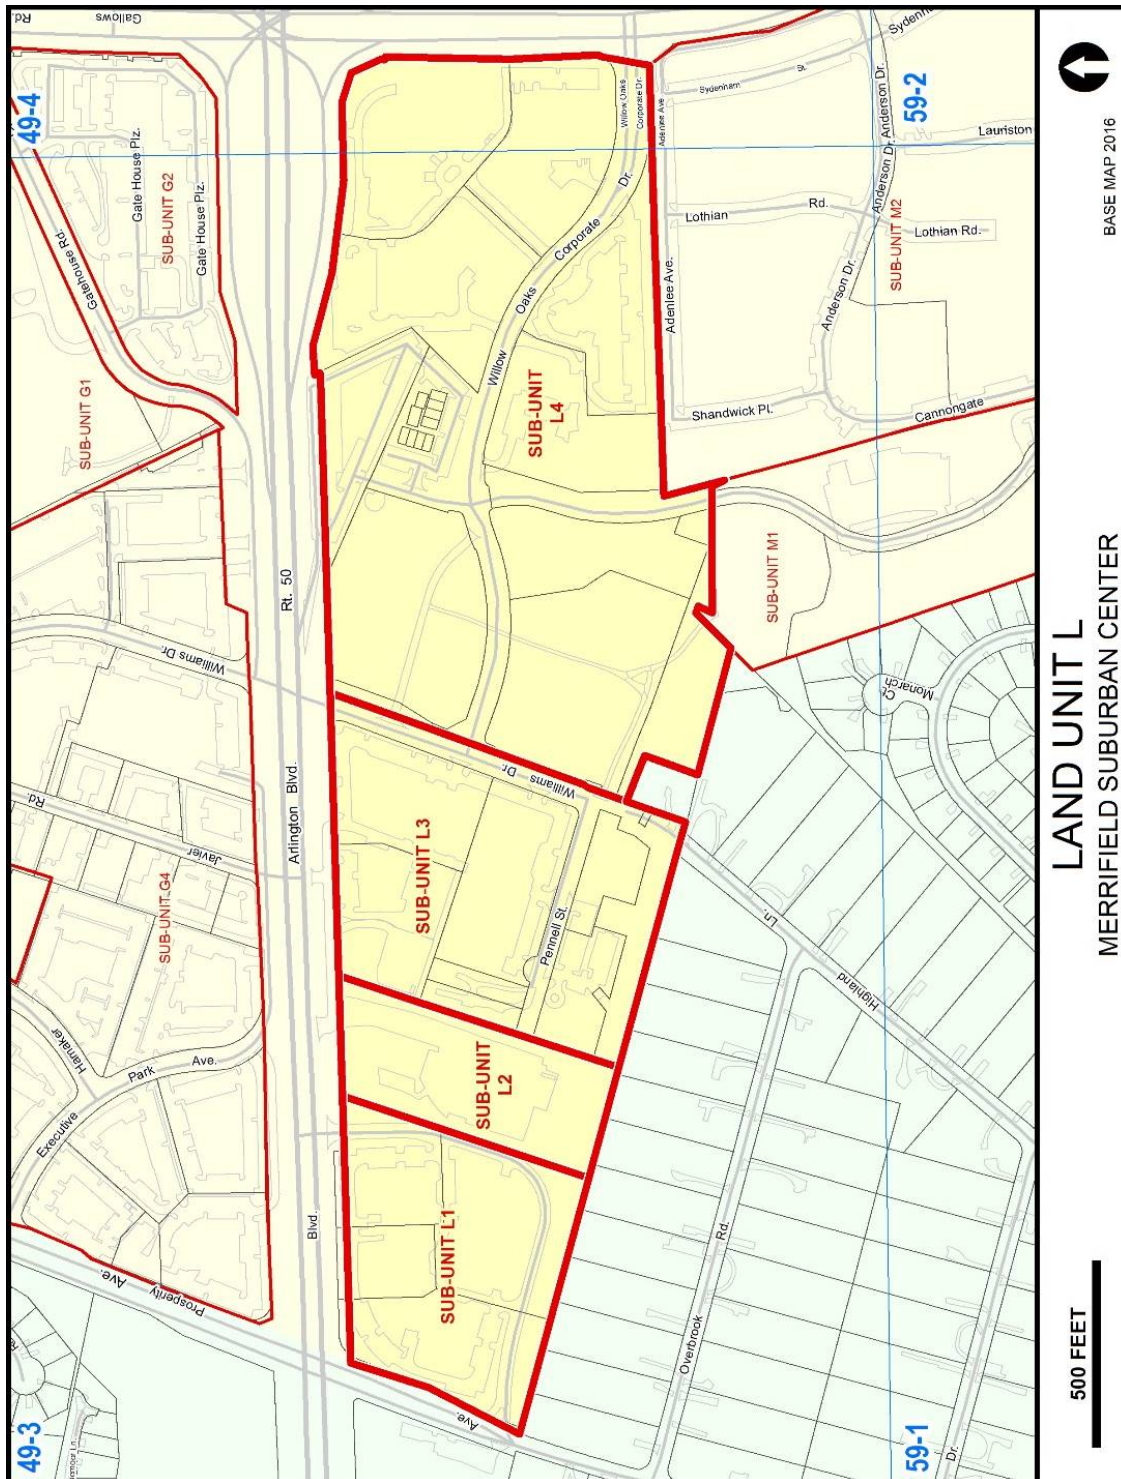 49-4
Gallows
Rd.
Gatehouse Rd.
Gate House Plz.
Gate House Plz.
SUB-UNIT G2
SUB-UNIT G1
Williams Dr.
Javier
Rd.
SUB-UNIT G4
Hamaker
Executive
Park
Ave.
Prosperity
Ave.
49-3
Rt. 50
Arlington Blvd.
Blvd.
Willow
Oaks
Corporate
Dr.
Willow Oaks
Corporate Dr.
SUB-UNIT
L4
Williams
Dr.
SUB-UNIT L3
Pennell St.
SUB-UNIT
L2
SUB-UNIT L1
Ave.
Adenlee Ave
Adenlee Ave.
Sydenham
St.
Lothian
Rd.
Lothian Rd.
Anderson Dr.
Anderson Dr.
Anderson Dr.
Lauriston
59-2
SUB-UNIT M2
Shandwick Pl.
Cannongate
SUB-UNIT M1
Monarch
Ct.
Highland
Ln.
Overbrook
Rd.
Dr.
59-1
LAND UNIT L
MERRIFIELD SUBURBAN CENTER
BASE MAP 2016
500 FEET